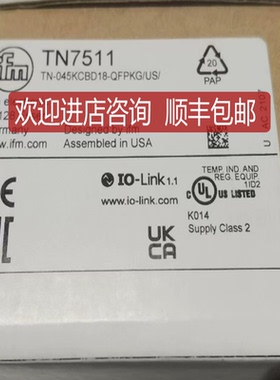 ifm
TN7511
TN-045KCBD18-QFPKG/US/
20
PAP
欢迎进店咨询 顺丰包邮
Germany
Designed by ifm
www.ifm.com
Assembled in USA
IO-Link 1.1
www.io-link.com
TEMP IND. AND
REG. EQUIP.
1ID2
c UL US LISTED
K014
Supply Class 2
UK
CA